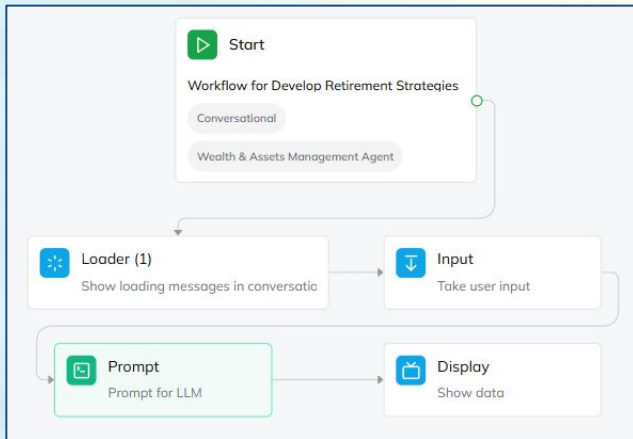 Start
Workflow for Develop Retirement Strategies
Conversational
Wealth & Assets Management Agent
Loader (1)
Show loading messages in conversatio
Input
Take user input
Prompt
Prompt for LLM
Display
Show data